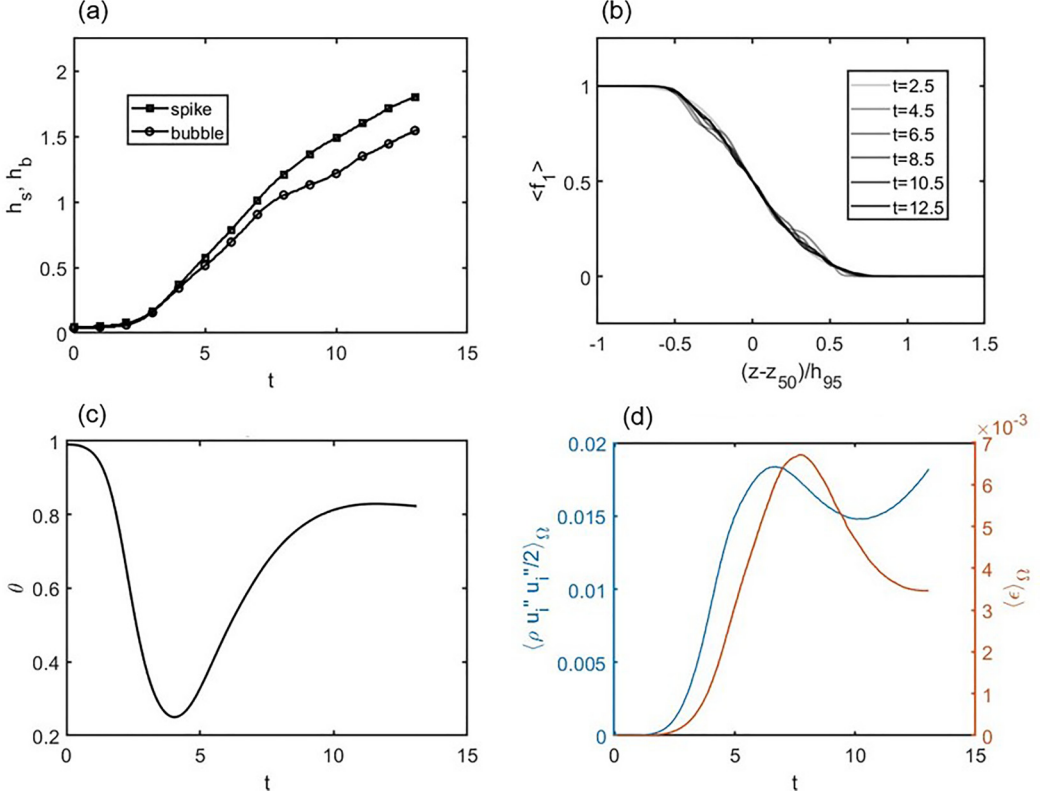 (a)
2
1.5
1
0.5
0
0
5
10
15
h_s, h_b
t
spike
bubble
(b)
1
0.5
0
-1
-0.5
0
0.5
1
1.5
<f_1>
(z-z_50)/h_95
t=2.5
t=4.5
t=6.5
t=8.5
t=10.5
t=12.5
(c)
1
0.8
0.6
0.4
0.2
0
5
10
15
θ
t
(d)
0.02
0.015
0.01
0.005
0
⟨ρ u_i" u_i"/2⟩_Ω
×10^-3
7
6
5
4
3
2
1
0
⟨ϵ⟩_Ω
0
5
10
15
t